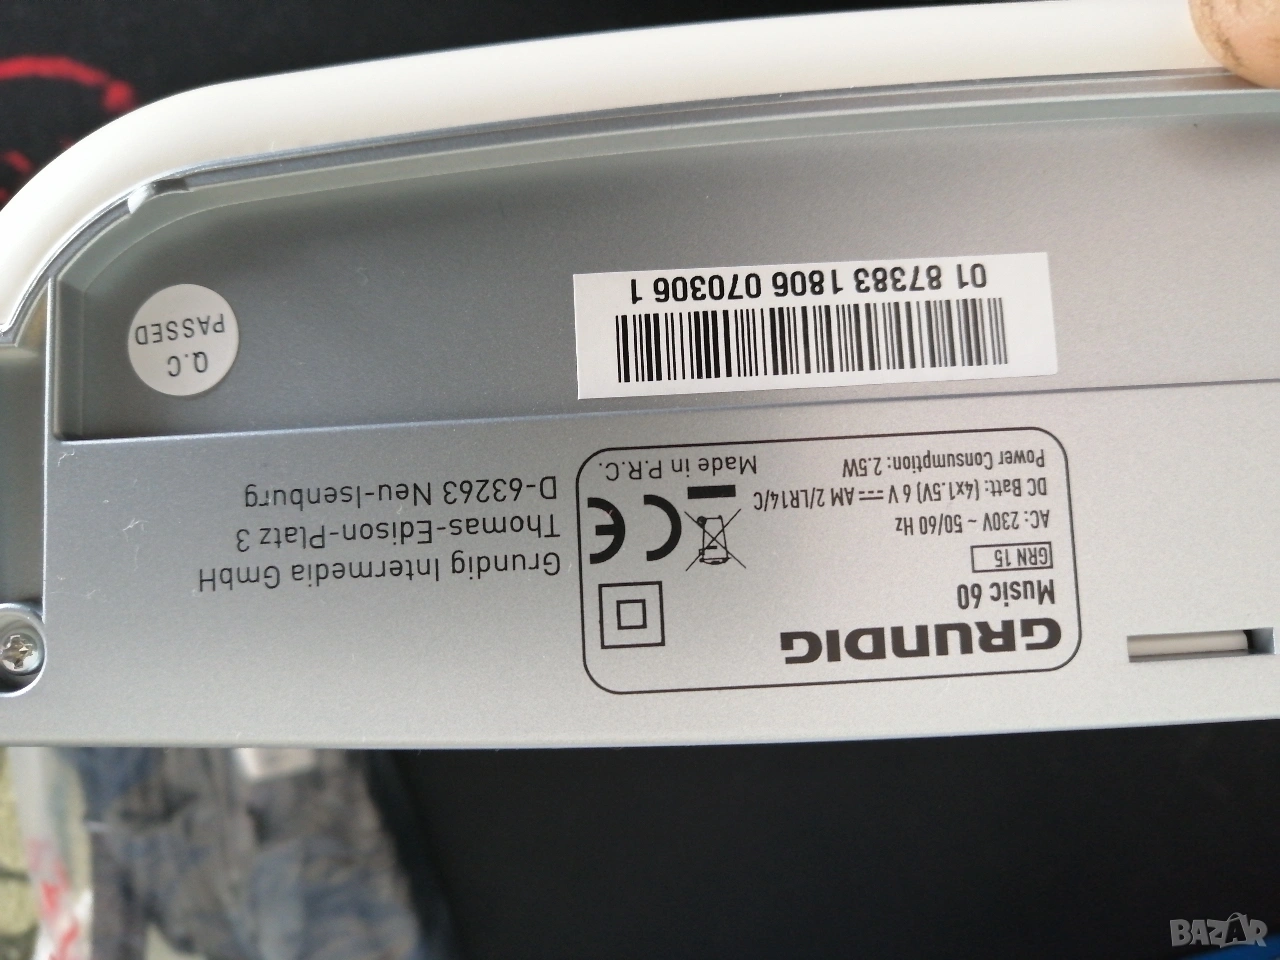 GRUNDIG
Music 60
GRN 15
AC: 230V ~ 50/60 Hz
DC Batt: (4x1.5V) 6 V AM 2/LR14/C
Power Consumption: 2.5W
CE
Made in P.R.C.
Grundig Intermedia GmbH
Thomas-Edison-Platz 3
D-63263 Neu-Isenburg
01 87383 1806 070306 1
Q.C
PASSED
BAZAR